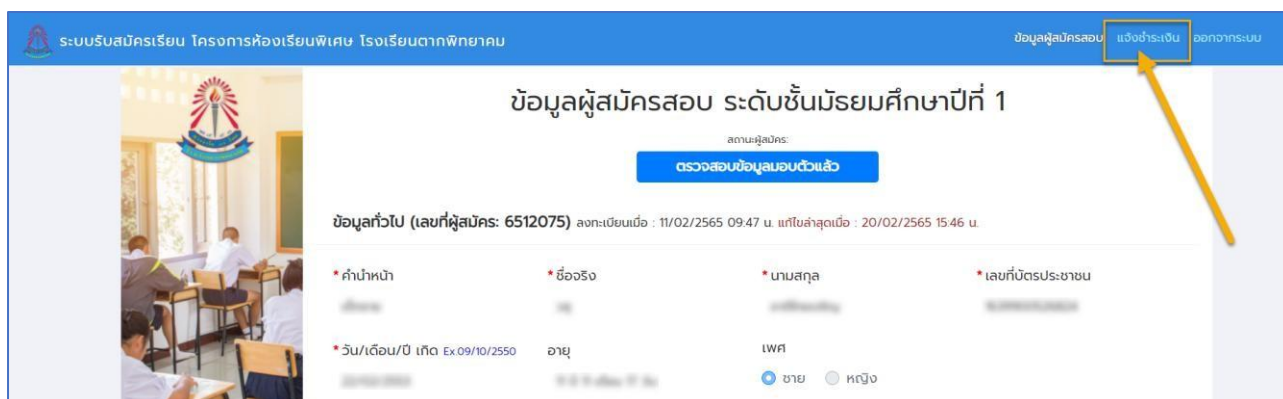 ระบบรับสมัครเรียน โครงการห้องเรียนพิเศษ โรงเรียนตากพิทยาคม
ข้อมูลผู้สมัครสอบ แจ้งชำระเงิน ออกจากระบบ
ข้อมูลผู้สมัครสอบ ระดับชั้นมัธยมศึกษาปีที่ 1
สถานะผู้สมัคร:
ตรวจสอบข้อมูลมอบตัวแล้ว
ข้อมูลทั่วไป (เลขที่ผู้สมัคร: 6512075) ลงทะเบียนเมื่อ : 11/02/2565 09:47 น. แก้ไขล่าสุดเมื่อ : 20/02/2565 15:46 น.
* คำนำหน้า * ชื่อจริง * นามสกุล * เลขที่บัตรประชาชน
* วัน/เดือน/ปี เกิด Ex.09/10/2550 อายุ เพศ
ชาย หญิง